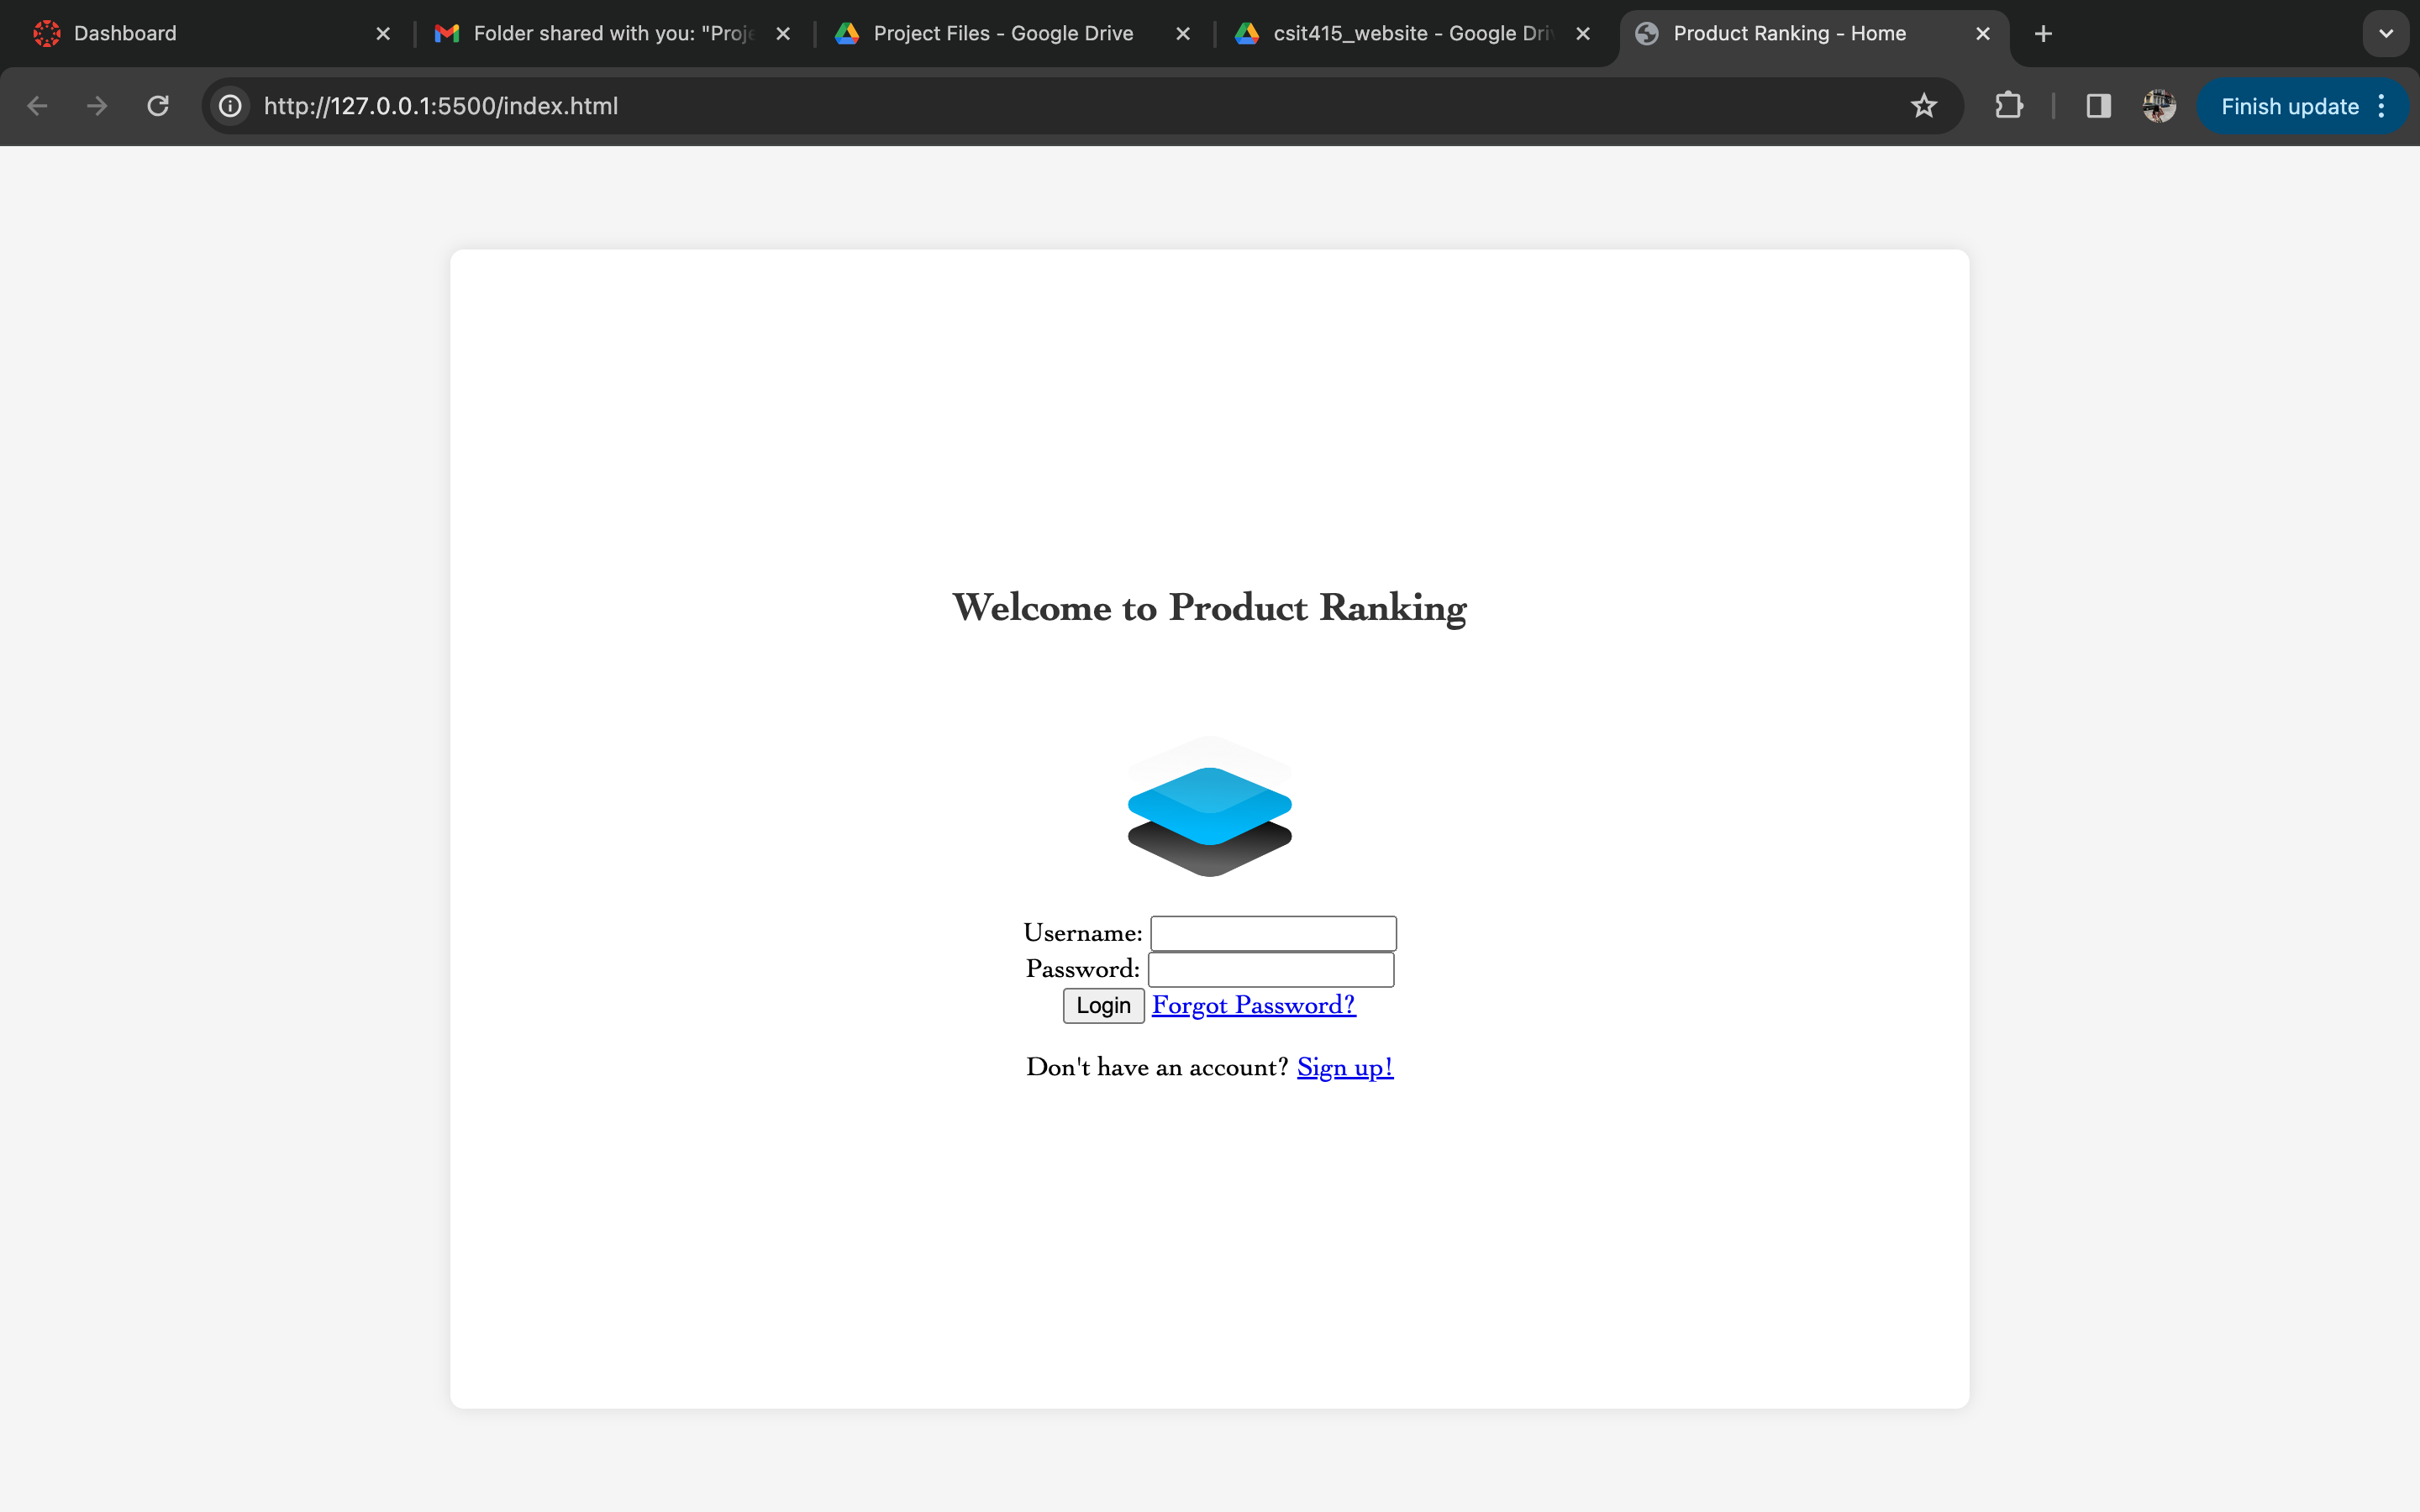 Dashboard
Folder shared with you: "Proje
Project Files - Google Drive
csit415_website - Google Driv
Product Ranking - Home
http://127.0.0.1:5500/index.html
Finish update
Welcome to Product Ranking
Username:
Password:
Login Forgot Password?
Don't have an account? Sign up!